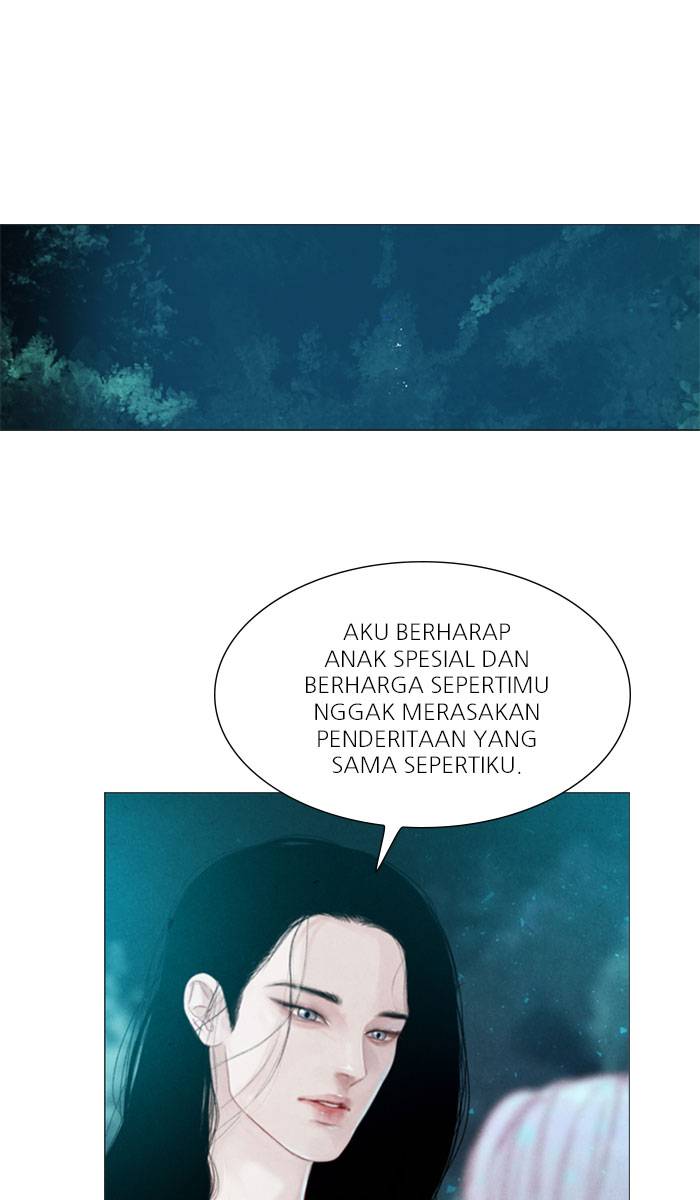 AKU BERHARAP
ANAK SPESIAL DAN
BERHARGA SEPERTIMU
NGGAK MERASAKAN
PENDERITAAN YANG
SAMA SEPERTIKU.